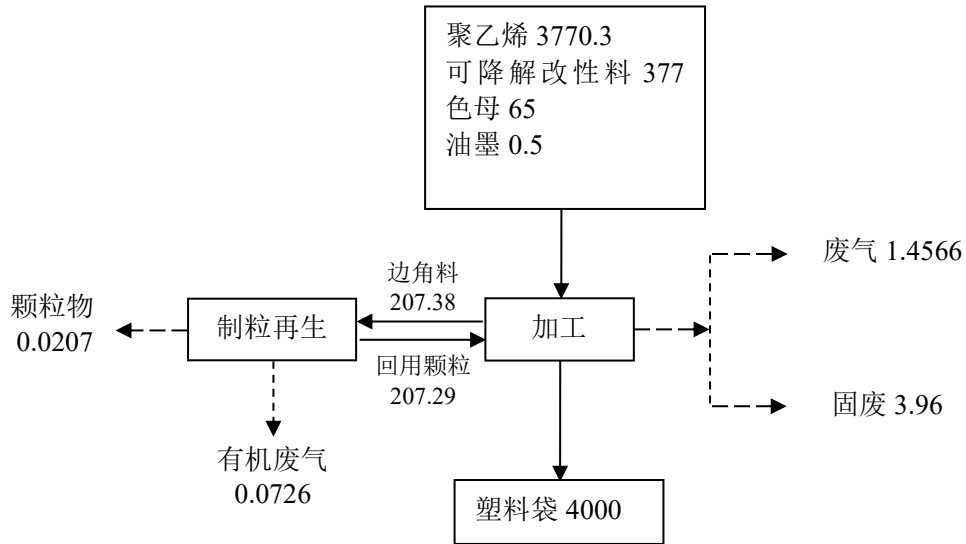 聚乙烯 3770.3
可降解改性料 377
色母 65
油墨 0.5
废气 1.4566
边角料
207.38
颗粒物
0.0207
制粒再生
加工
回用颗粒
207.29
固废 3.96
有机废气
0.0726
塑料袋 4000